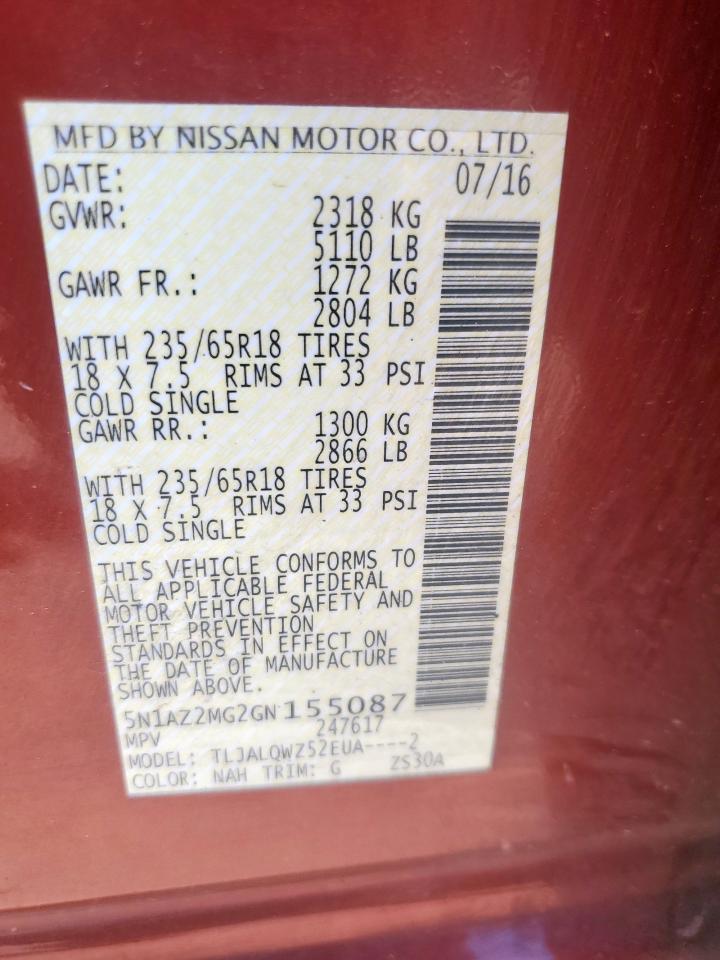 MFD BY NISSAN MOTOR CO., LTD.
DATE: 07/16
GVWR: 2318 KG
5110 LB
GAWR FR.: 1272 KG
2804 LB
WITH 235/65R18 TIRES
18 X 7.5 RIMS AT 33 PSI
COLD SINGLE
GAWR RR.: 1300 KG
2866 LB
WITH 235/65R18 TIRES
18 X 7.5 RIMS AT 33 PSI
COLD SINGLE
THIS VEHICLE CONFORMS TO
ALL APPLICABLE FEDERAL
MOTOR VEHICLE SAFETY AND
THEFT PREVENTION
STANDARDS IN EFFECT ON
THE DATE OF MANUFACTURE
SHOWN ABOVE.
5N1AZ2MG2GN155087
MPV 247617
MODEL: TLJALQWZ52EUA----2
COLOR: NAH TRIM: G ZS30A